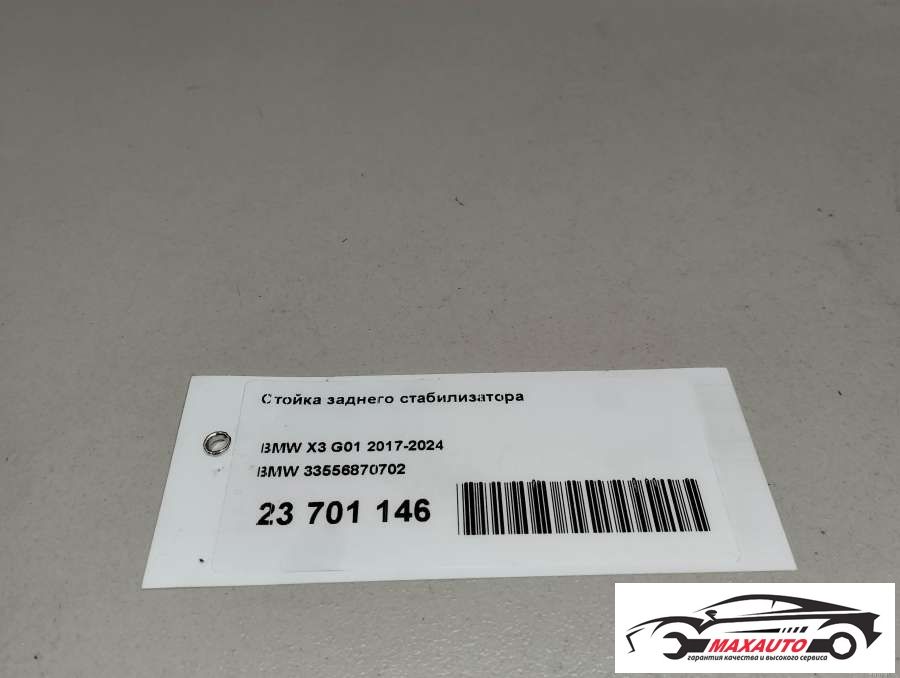 Стойка заднего стабилизатора
BMW X3 G01 2017-2024
BMW 33556870702
23 701 146
MAXAUTO
гарантия качества и высокого сервиса